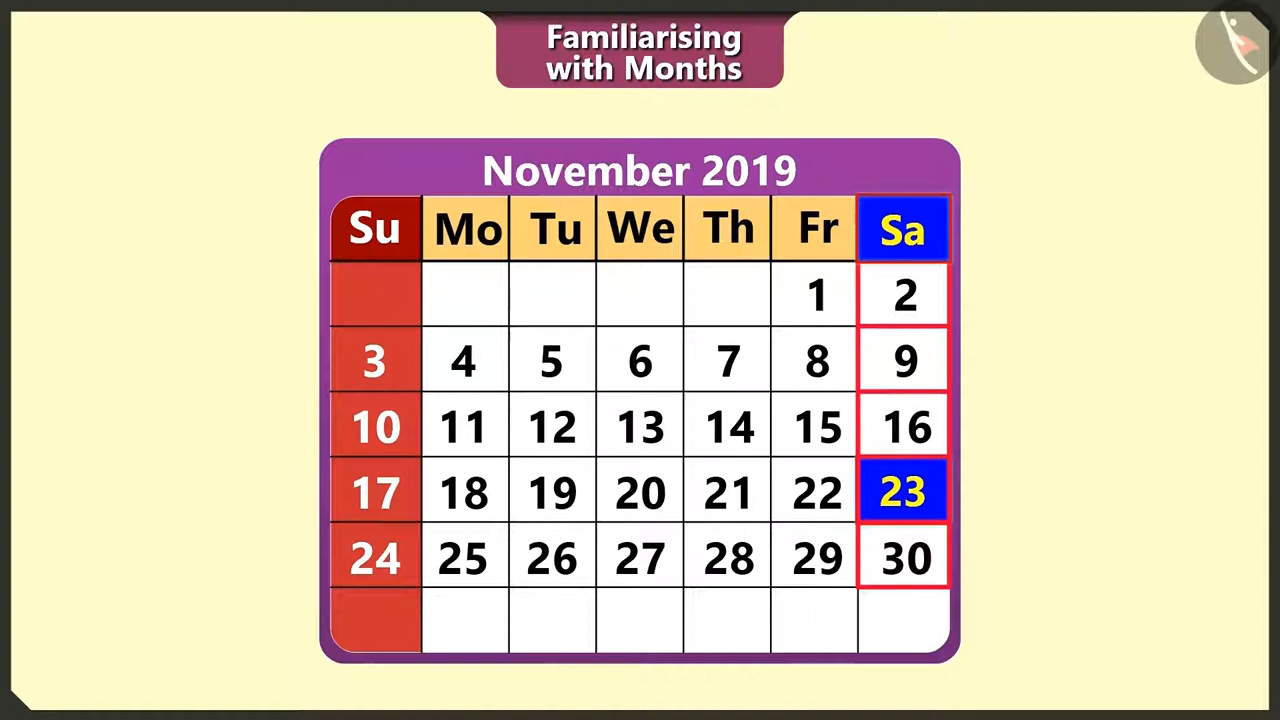 Familiarising
with Months
November 2019
Su Mo Tu We Th Fr Sa
1 2
3 4 5 6 7 8 9
10 11 12 13 14 15 16
17 18 19 20 21 22 23
24 25 26 27 28 29 30